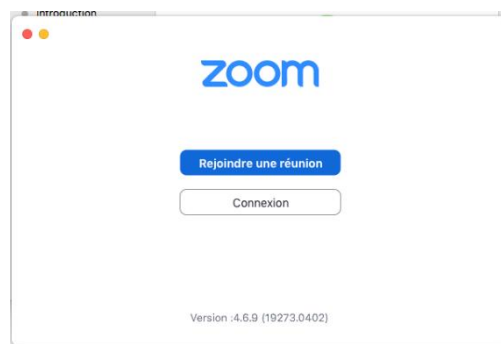 Introduction
zoom
Rejoindre une réunion
Connexion
Version :4.6.9 (19273.0402)